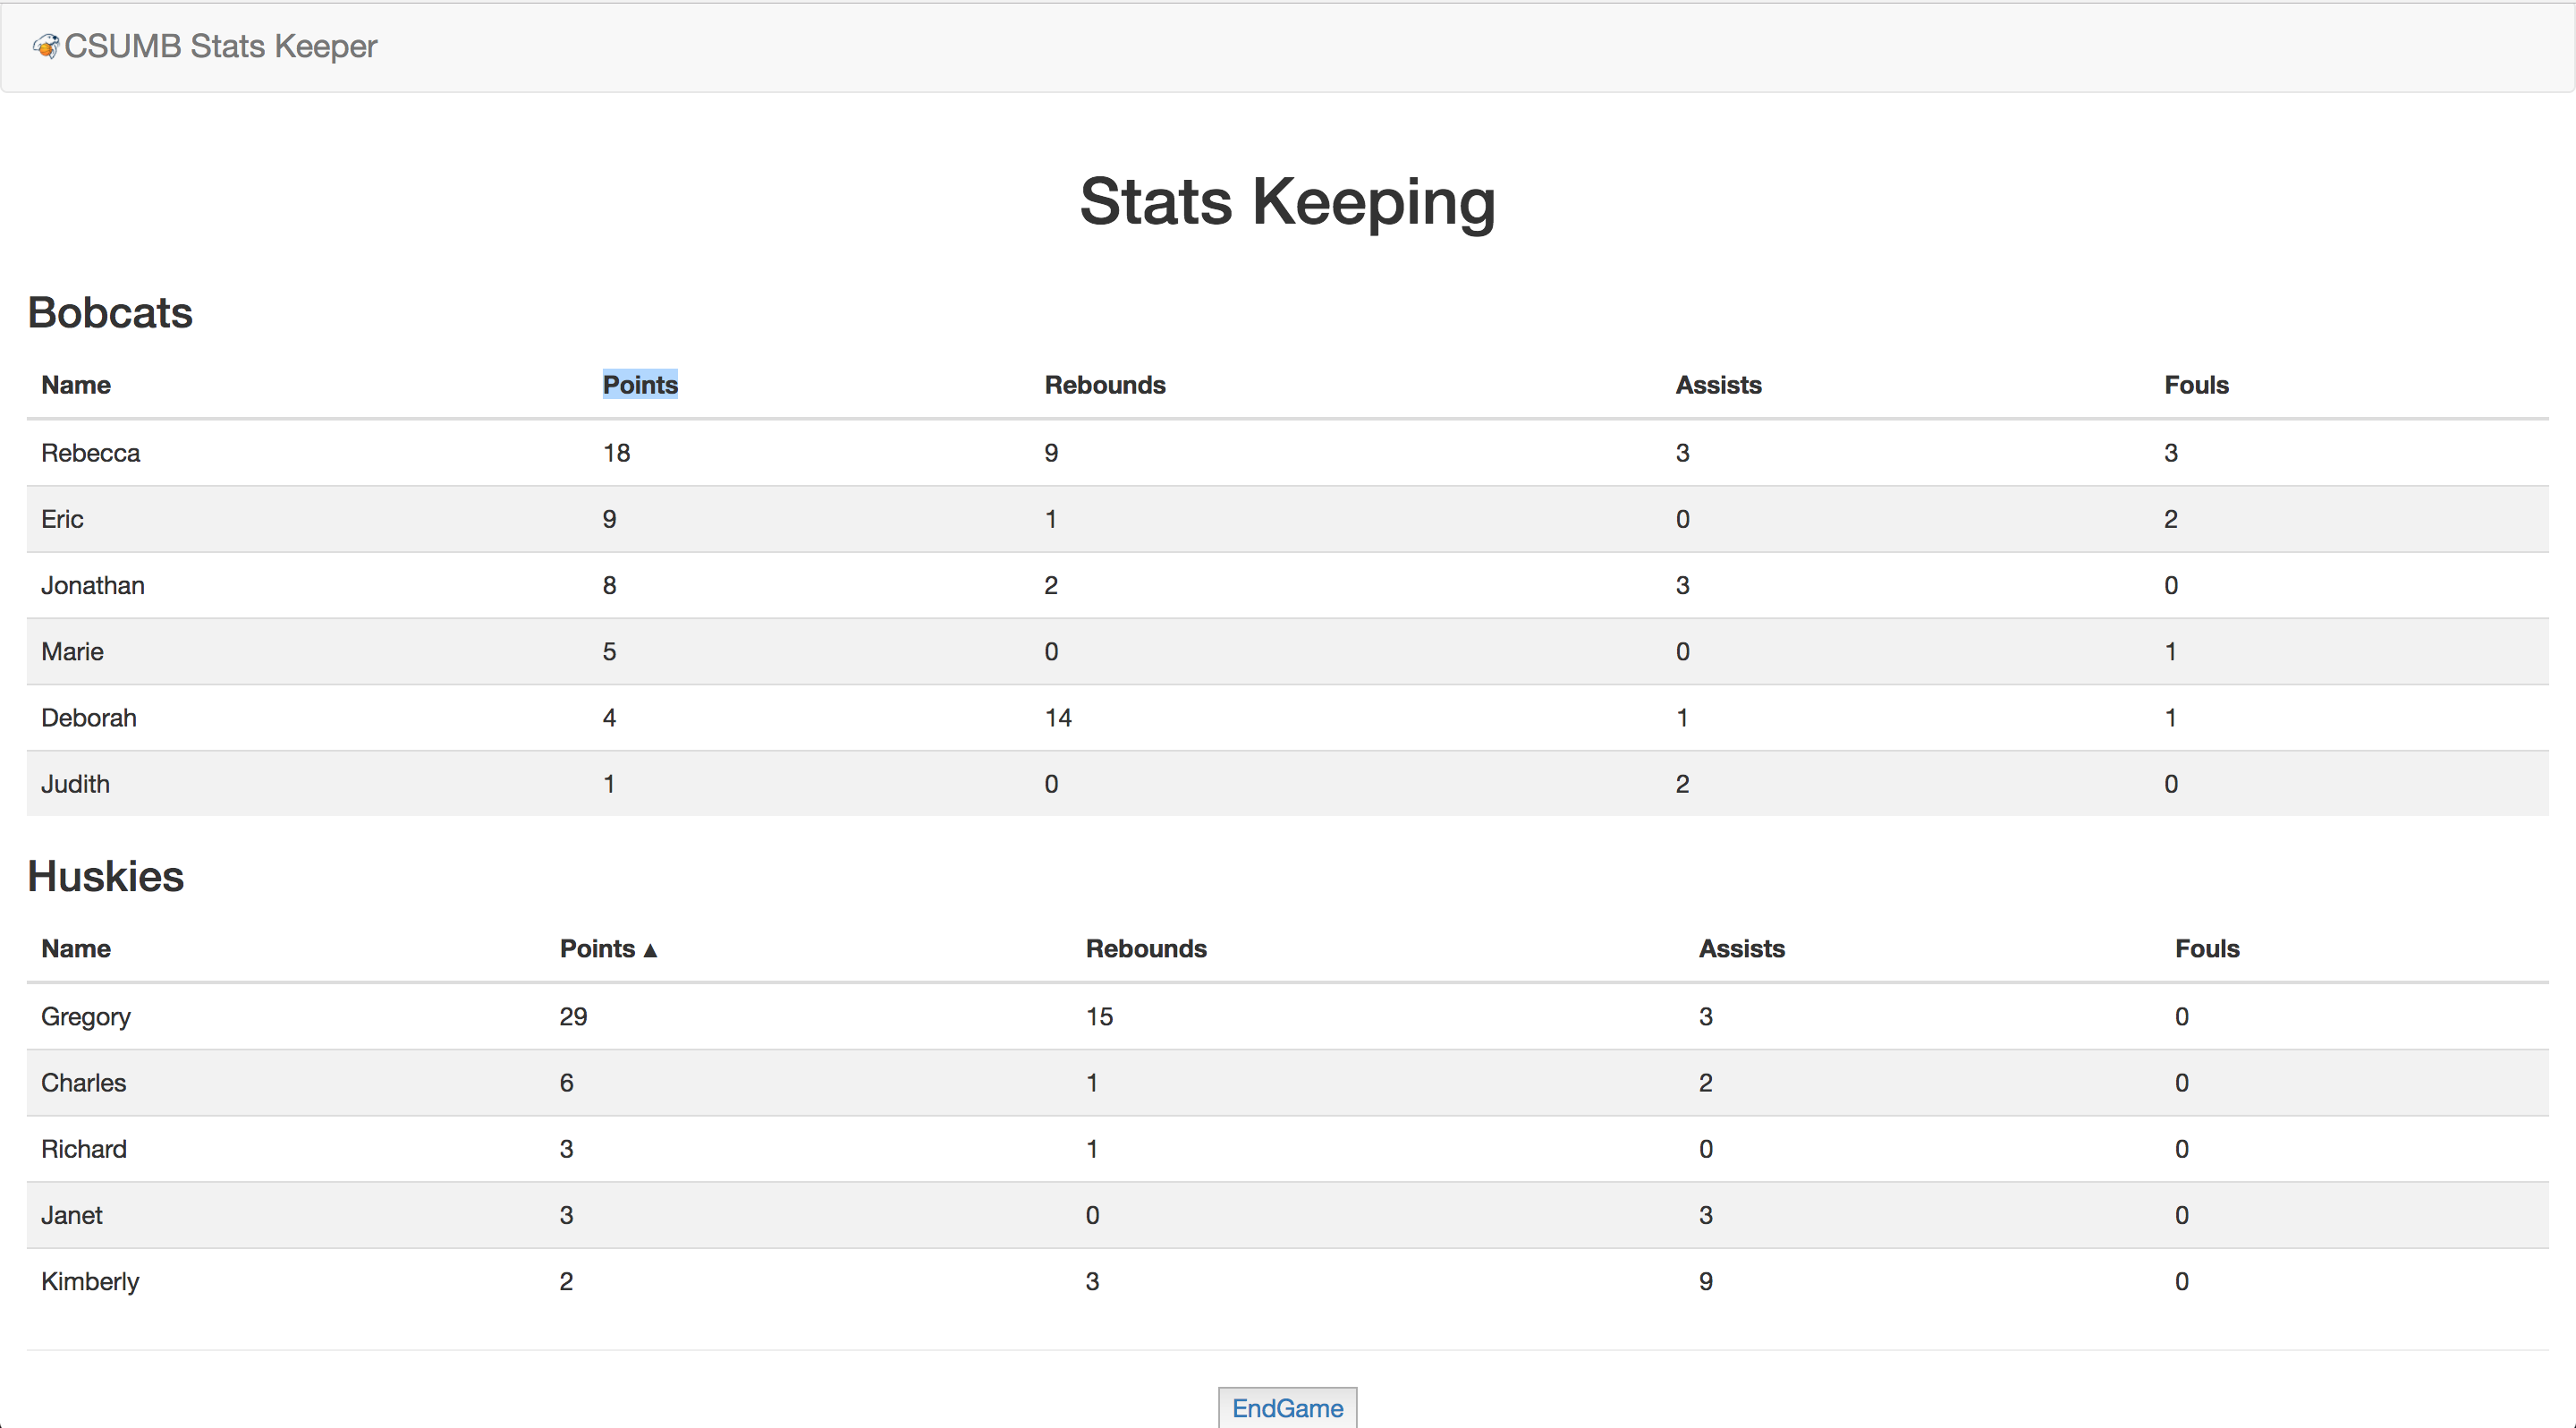 CSUMB Stats Keeper
Stats Keeping
Bobcats
Name Points Rebounds Assists Fouls
Rebecca 18 9 3 3
Eric 9 1 0 2
Jonathan 8 2 3 0
Marie 5 0 0 1
Deborah 4 14 1 1
Judith 1 0 2 0
Huskies
Name Points ▲ Rebounds Assists Fouls
Gregory 29 15 3 0
Charles 6 1 2 0
Richard 3 1 0 0
Janet 3 0 3 0
Kimberly 2 3 9 0
EndGame